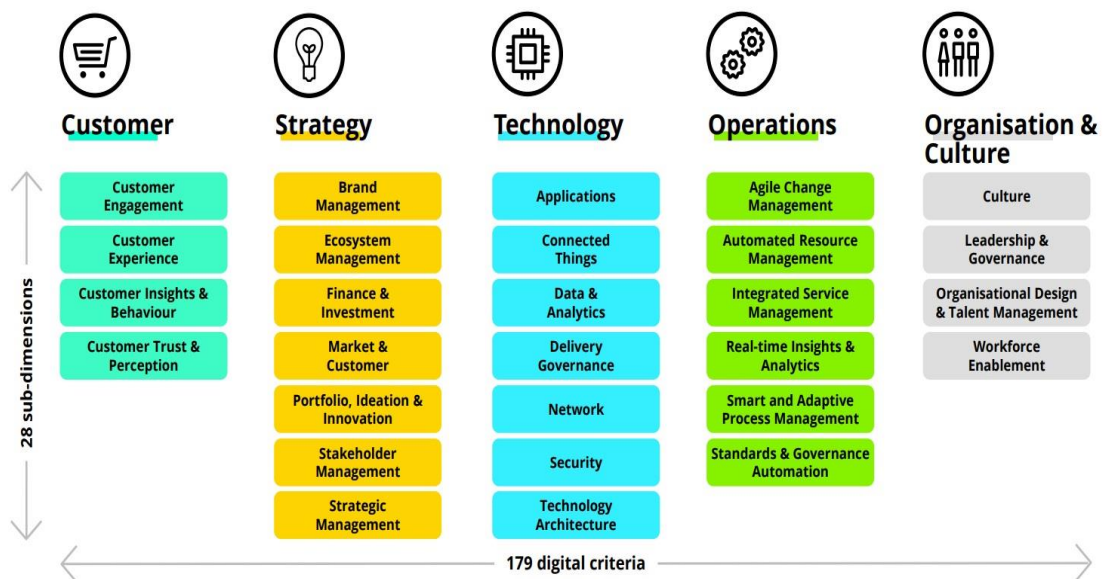 Customer
Strategy
Technology
Operations
Organisation &
Culture
28 sub-dimensions
Customer
Engagement
Customer
Experience
Customer Insights &
Behaviour
Customer Trust &
Perception
Brand
Management
Ecosystem
Management
Finance &
Investment
Market &
Customer
Portfolio, Ideation &
Innovation
Stakeholder
Management
Strategic
Management
Applications
Connected
Things
Data &
Analytics
Delivery
Governance
Network
Security
Technology
Architecture
Agile Change
Management
Automated Resource
Management
Integrated Service
Management
Real-time Insights &
Analytics
Smart and Adaptive
Process Management
Standards & Governance
Automation
Culture
Leadership &
Governance
Organisational Design
& Talent Management
Workforce
Enablement
179 digital criteria